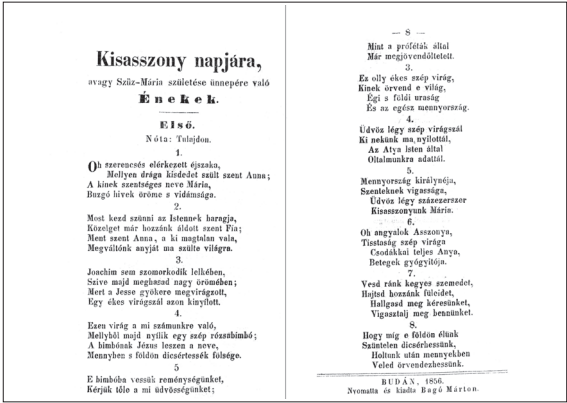 Kisasszony napjára,
avagy Szűz-Mária születése ünnepére való
Énekek.
Első.
Nóta: Tulajdon.
1.
Oh szerencsés elérkezett éjszaka,
Mellyen drága kisdedet szült szent Anna;
A kinek szentséges neve Mária,
Buzgó hivek öröme s vidámsága.
2.
Most kezd szünni az Istennek haragja,
Közelget már hozzánk áldott szent Fia;
Ment szent Anna, a ki magtalan vala,
Megváltónk anyját ma szülte világra.
3.
Joachim sem szomorkodik lelkében,
Szive majd meghasad nagy örömében;
Mert a Jesse gyökere megvirágzott,
Egy ékes virágszál azon kinyilott.
4.
Ezen virág a mi számunkre való,
Mellyből majd nyilik egy szép rózsabimbó;
A bimbónak Jézus leszen a neve,
Mennyben s földön dicsértessék fölsége.
5
E bimbóba vessük reménységünket,
Kérjük tőle a mi üdvösségünket;
— 8 —
Mint a próféták által
Már megjövendöltetett.
3.
Ez olly ékes szép virág,
Kinek örvend e világ,
Égi s földi uraság
És az egész mennyország.
4.
Üdvöz légy szép virágszál
Ki nekünk ma nyilottál,
Az Atya Isten által
Oltalmunkra adattál.
5.
Mennyország királynéja,
Szenteknek vigassága,
Üdvöz légy százezerszer
Kisasszonyunk Mária.
6.
Oh angyalok Asszonya,
Tisztaság szép virága
Csodákkai teljes Anya,
Betegek gyógyitója.
7.
Vesd ránk kegyes szemedet,
Hajtsd hozzánk füleidet,
Hallgasd meg kérésünket,
Vigasztalj meg bennünket.
8.
Hogy mig e földön élünk
Szüntelen dicsérhessünk,
Holtunk után mennyekben
Veled örvendezhessünk.
BUDÁN, 1856.
Nyomatta és kiadta Bagó Márton.